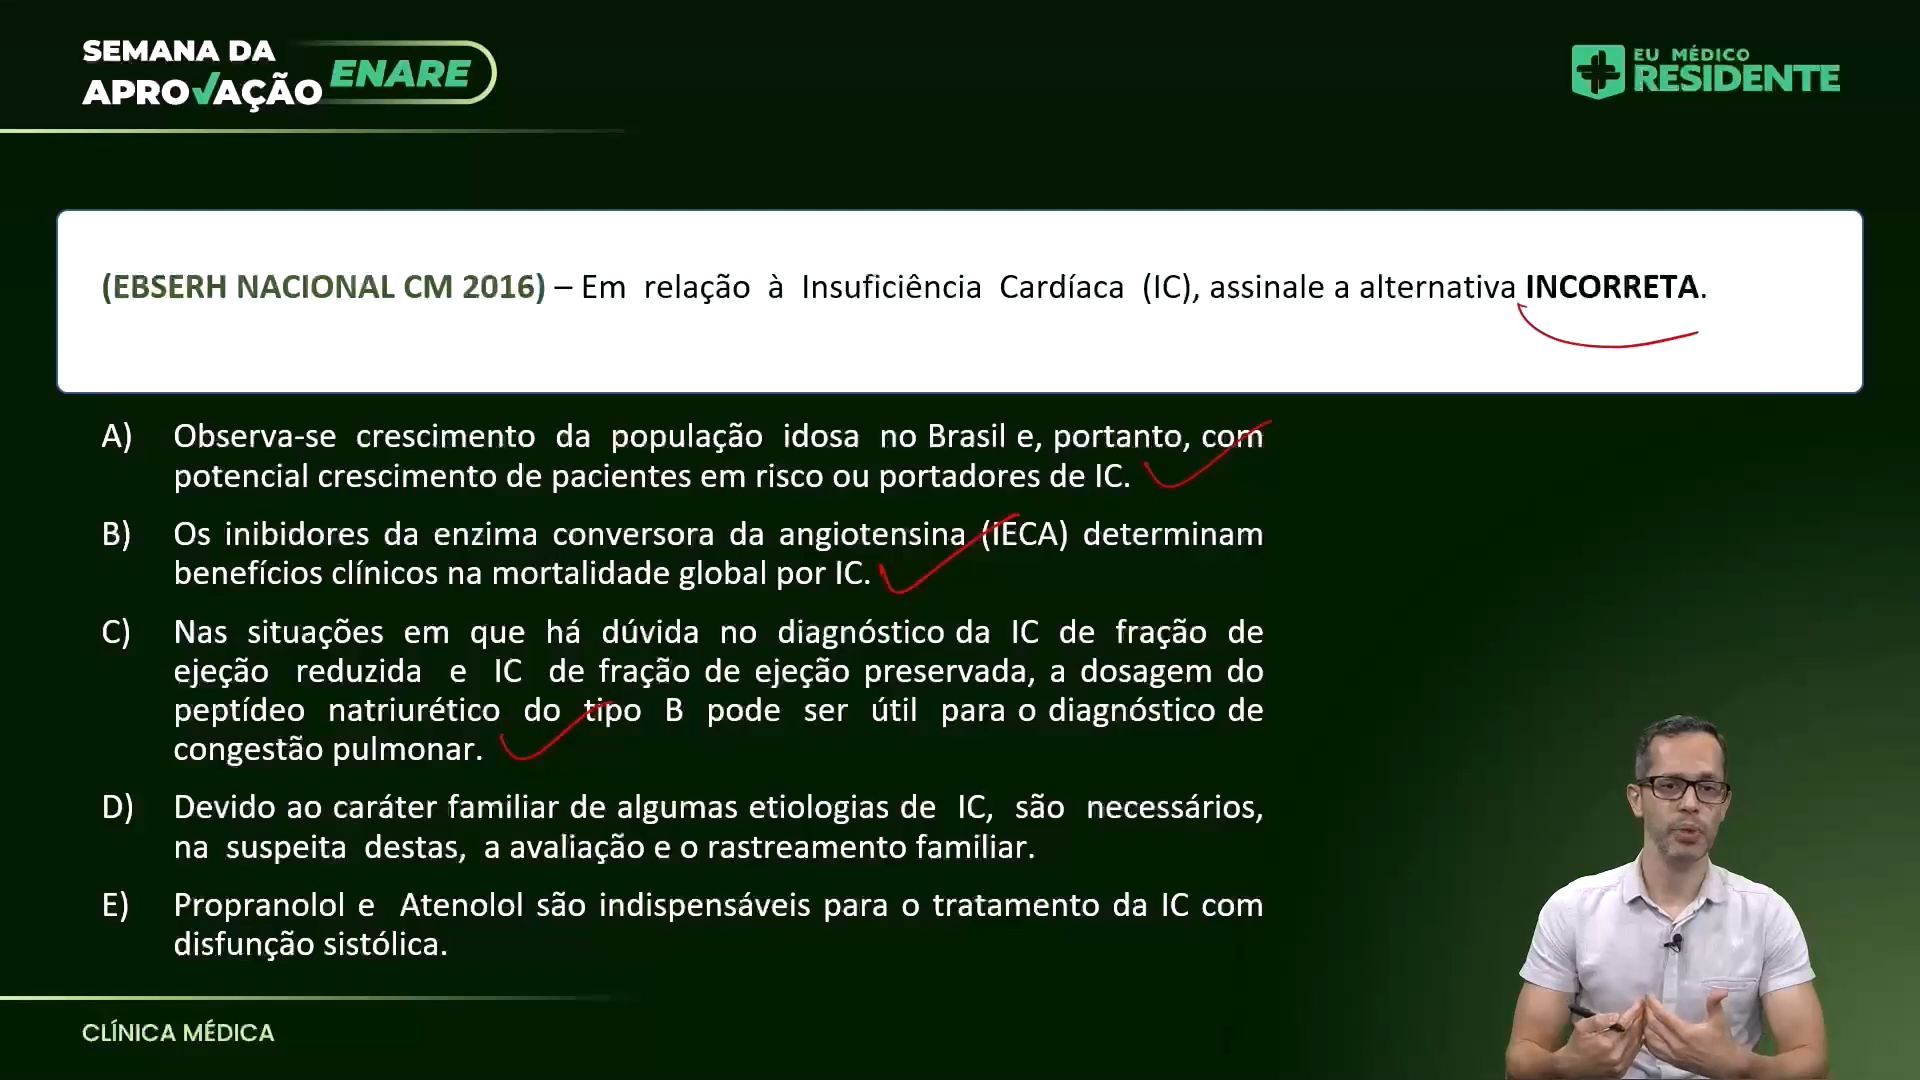 SEMANA DA
APROVAÇÃO
ENARE
EU MÉDICO
RESIDENTE
(EBSERH NACIONAL CM 2016) – Em relação à Insuficiência Cardíaca (IC), assinale a alternativa INCORRETA.
A) Observa-se crescimento da população idosa no Brasil e, portanto, com
potencial crescimento de pacientes em risco ou portadores de IC.
B) Os inibidores da enzima conversora da angiotensina (IECA) determinam
benefícios clínicos na mortalidade global por IC.
C) Nas situações em que há dúvida no diagnóstico da IC de fração de
ejeção reduzida e IC de fração de ejeção preservada, a dosagem do
peptídeo natriurético do tipo B pode ser útil para o diagnóstico de
congestão pulmonar.
D) Devido ao caráter familiar de algumas etiologias de IC, são necessários,
na suspeita destas, a avaliação e o rastreamento familiar.
E) Propranolol e Atenolol são indispensáveis para o tratamento da IC com
disfunção sistólica.
CLÍNICA MÉDICA